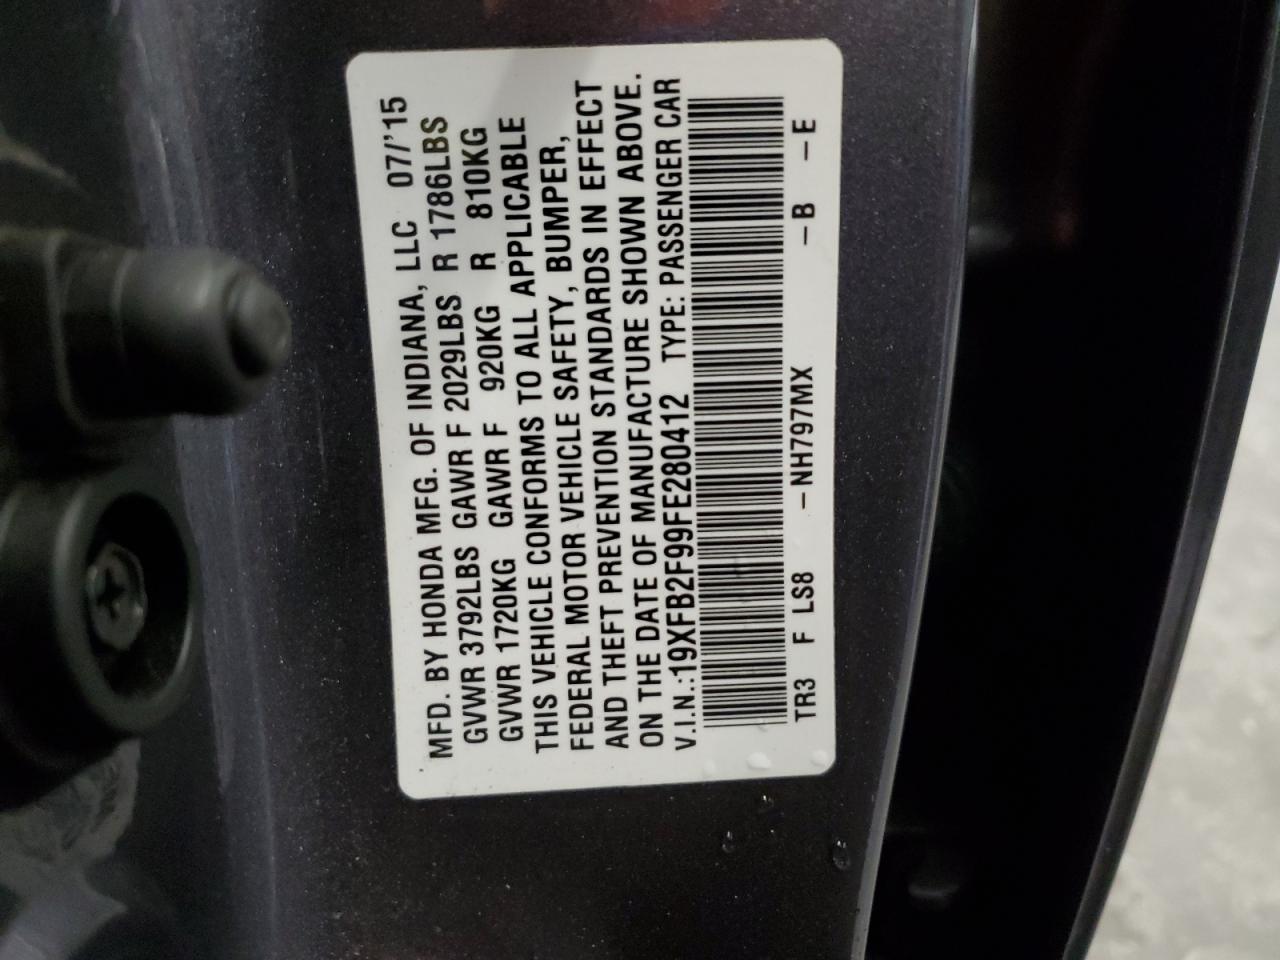 MFD. BY HONDA MFG. OF INDIANA, LLC 07/'15
GVWR 3792LBS GAWR F 2029LBS R 1786LBS
GVWR 1720KG GAWR F 920KG R 810KG
THIS VEHICLE CONFORMS TO ALL APPLICABLE
FEDERAL MOTOR VEHICLE SAFETY, BUMPER,
AND THEFT PREVENTION STANDARDS IN EFFECT
ON THE DATE OF MANUFACTURE SHOWN ABOVE.
V.I.N.:19XFB2F99FE280412 TYPE: PASSENGER CAR
TR3 F LS8 -NH797MX -B -E